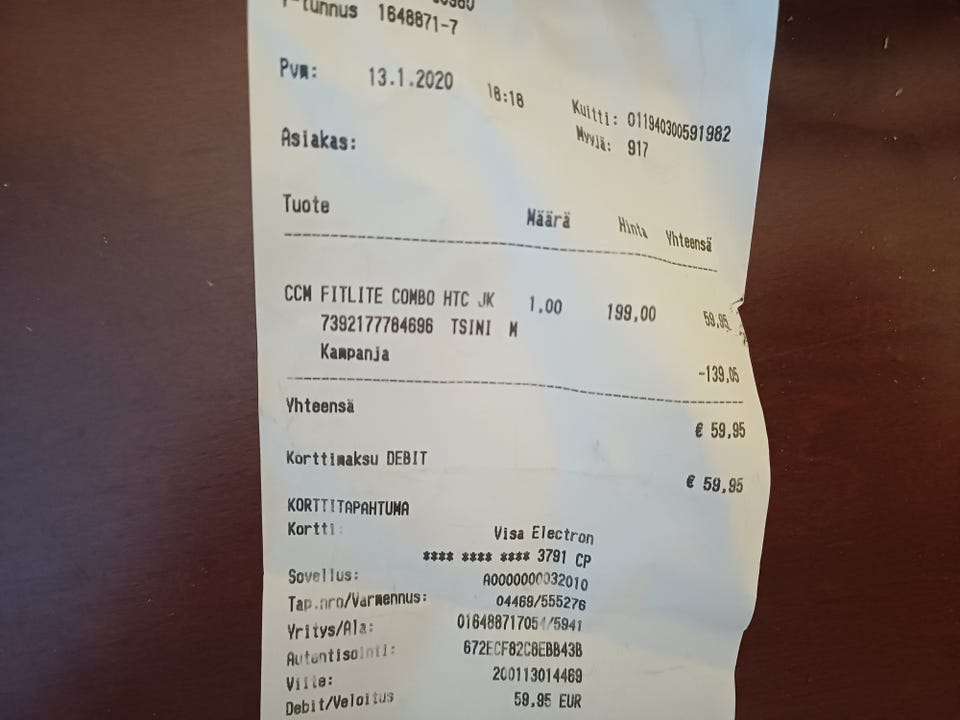 Y-tunnus 1648871-7
Pvm: 13.1.2020 18:18 Kuitti: 011940300591982
Asiakas: Myyjä: 917
Tuote Määrä Hinta Yhteensä
CCM FITLITE COMBO HTC JK 1.00 199,00 59,95
7392177784696 TSINI M
Kampanja -139,05
Yhteensä € 59,95
Korttimaksu DEBIT € 59,95
KORTTITAPAHTUMA
Kortti: Visa Electron
**** **** **** 3791 CP
Sovellus: A0000000032010
Tap.nro/Varmennus: 04469/555276
Yritys/Ala: 016488717054/5941
Autentisointi: 672ECF82C8EBB43B
Viite: 200113014469
Debit/Veloitus 59,95 EUR